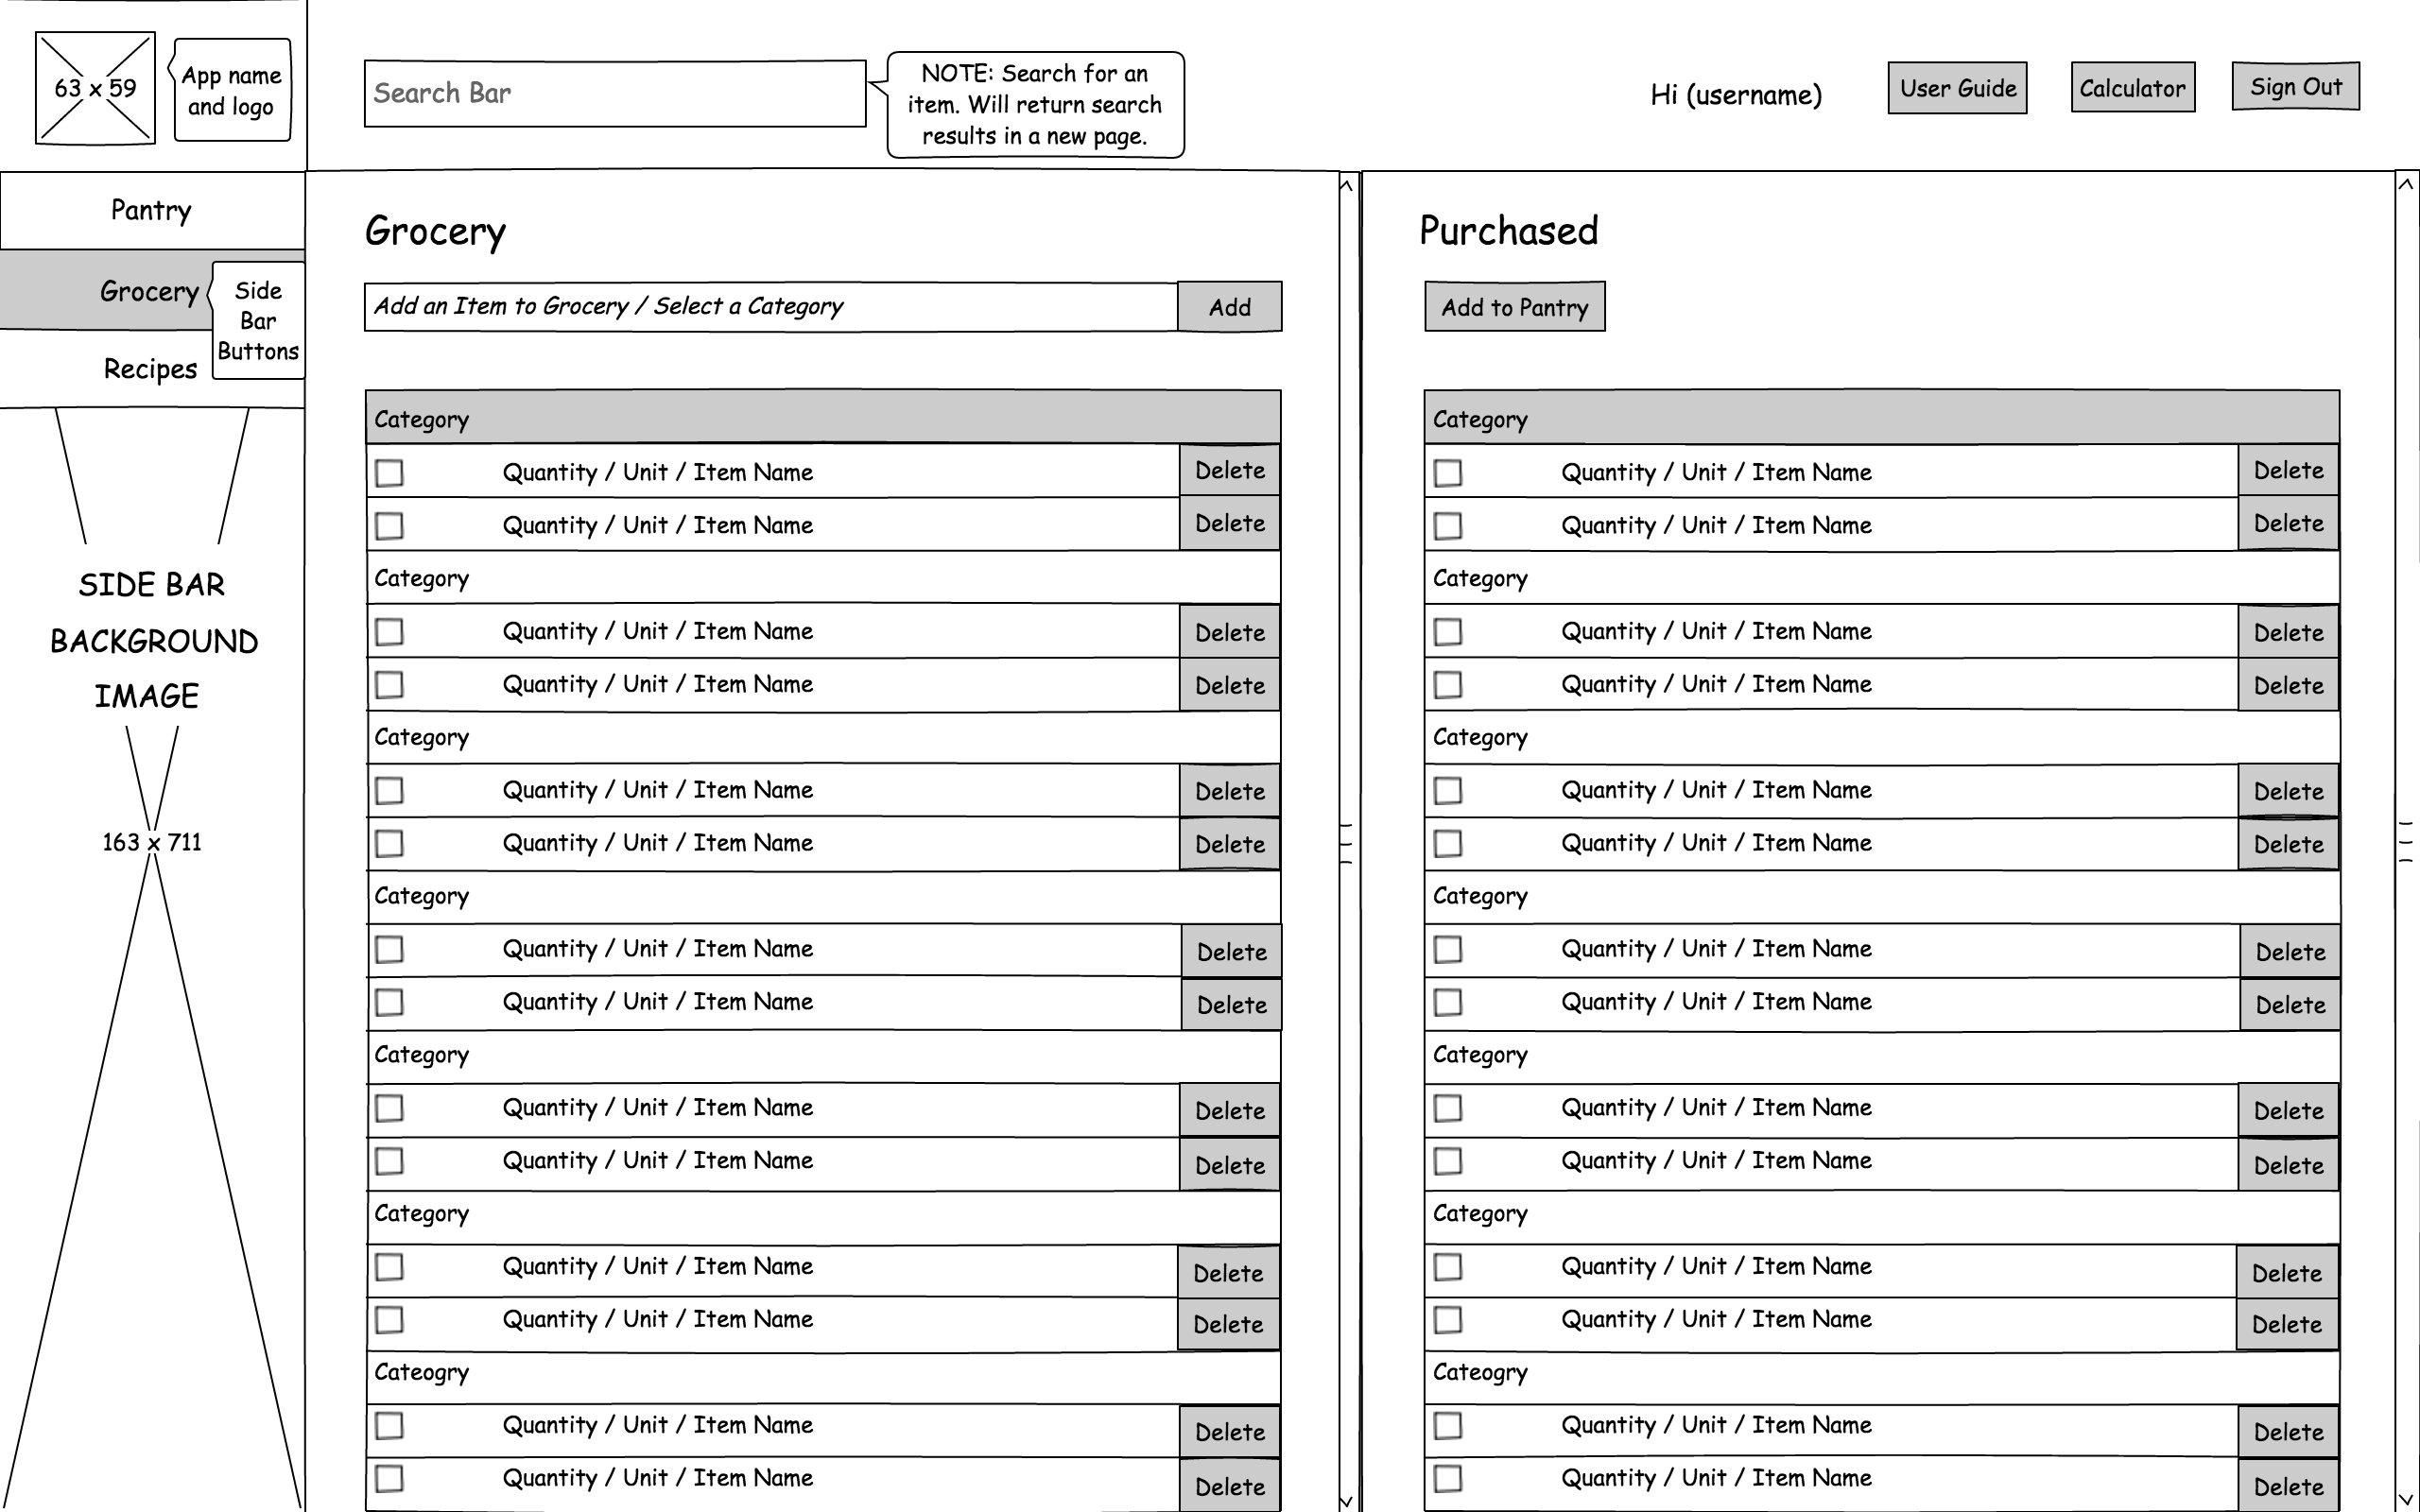 63 x 59
App name
and logo
Search Bar
NOTE: Search for an
item. Will return search
results in a new page.
Hi (username)
User Guide
Calculator
Sign Out
Pantry
Grocery
Side
Bar
Buttons
Recipes
SIDE BAR
BACKGROUND
IMAGE
163 x 711
Grocery
Add an Item to Grocery / Select a Category
Add
Category
Quantity / Unit / Item Name Delete
Quantity / Unit / Item Name Delete
Category
Quantity / Unit / Item Name Delete
Quantity / Unit / Item Name Delete
Category
Quantity / Unit / Item Name Delete
Quantity / Unit / Item Name Delete
Category
Quantity / Unit / Item Name Delete
Quantity / Unit / Item Name Delete
Category
Quantity / Unit / Item Name Delete
Quantity / Unit / Item Name Delete
Category
Quantity / Unit / Item Name Delete
Quantity / Unit / Item Name Delete
Cateogry
Quantity / Unit / Item Name Delete
Quantity / Unit / Item Name Delete
Purchased
Add to Pantry
Category
Quantity / Unit / Item Name Delete
Quantity / Unit / Item Name Delete
Category
Quantity / Unit / Item Name Delete
Quantity / Unit / Item Name Delete
Category
Quantity / Unit / Item Name Delete
Quantity / Unit / Item Name Delete
Category
Quantity / Unit / Item Name Delete
Quantity / Unit / Item Name Delete
Category
Quantity / Unit / Item Name Delete
Quantity / Unit / Item Name Delete
Category
Quantity / Unit / Item Name Delete
Quantity / Unit / Item Name Delete
Cateogry
Quantity / Unit / Item Name Delete
Quantity / Unit / Item Name Delete